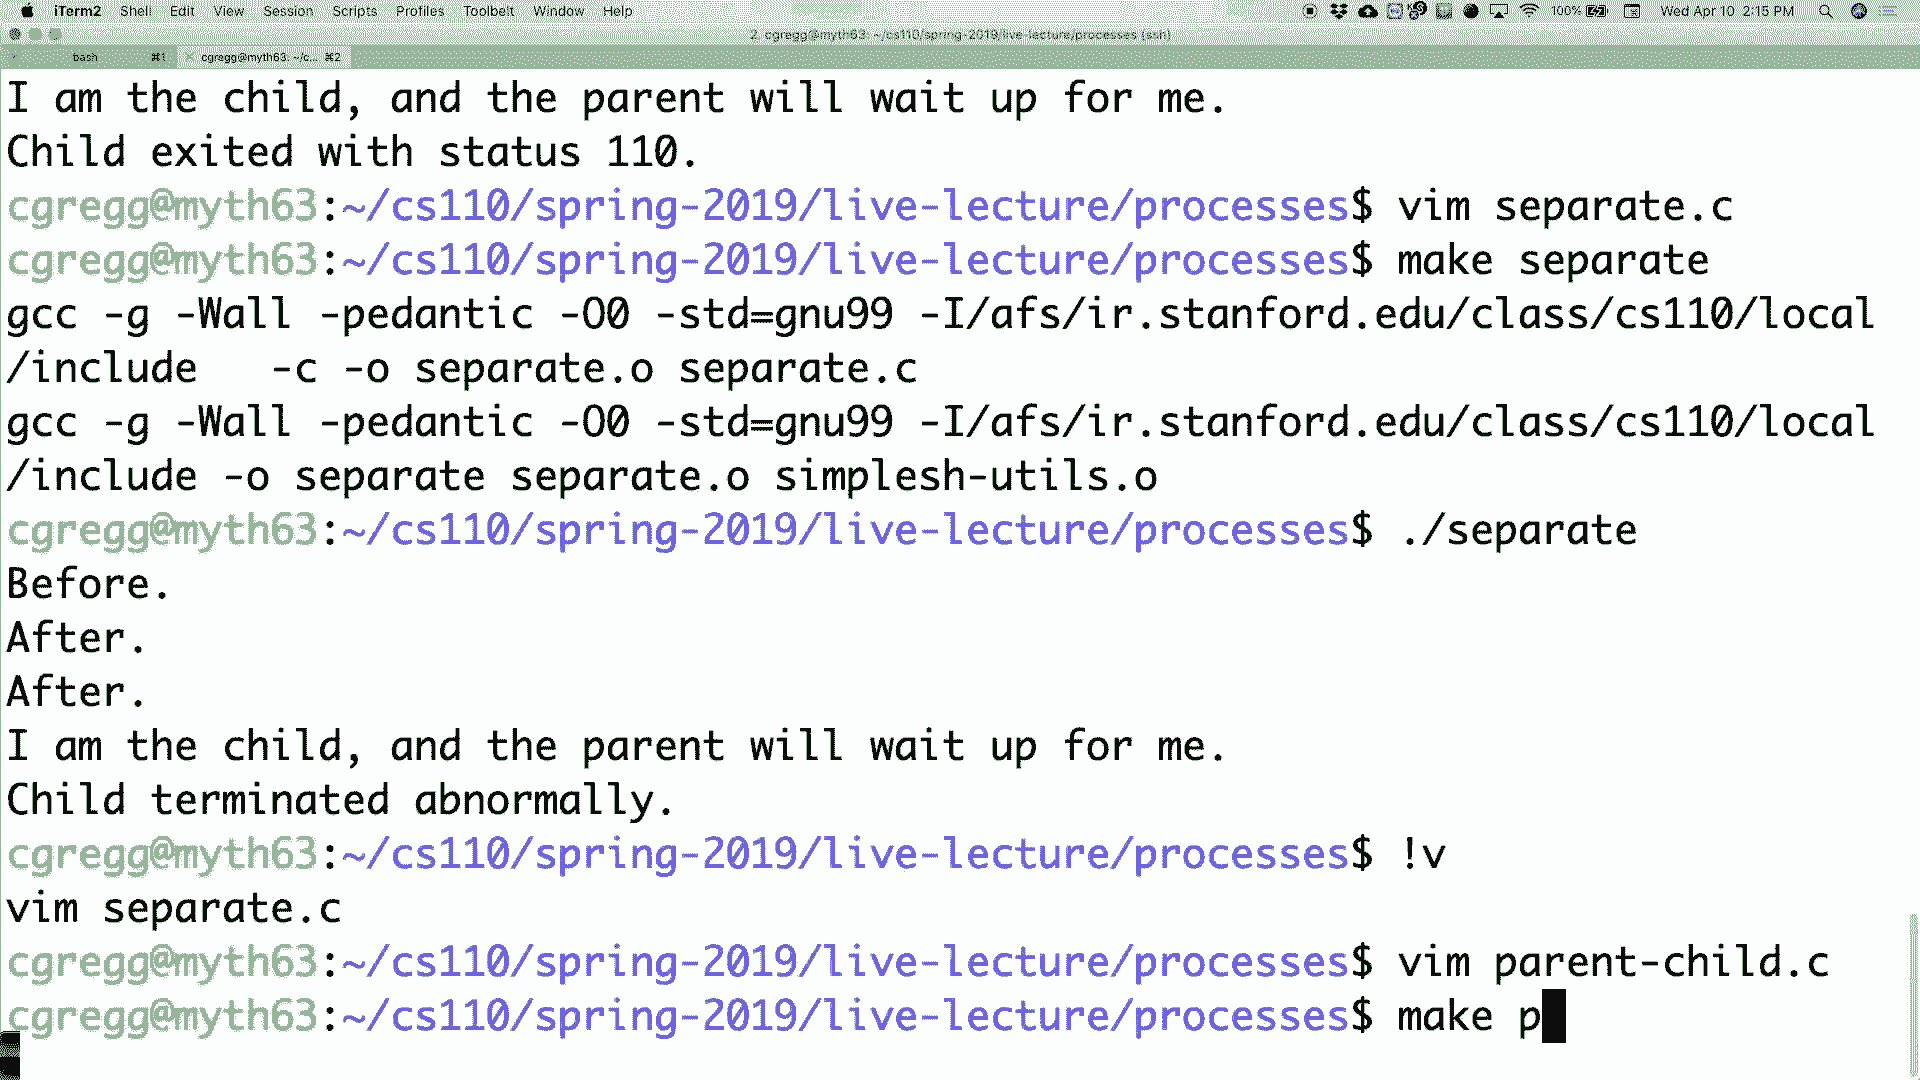 iTerm2 Shell Edit View Session Scripts Profiles Toolbelt Window Help 100% Wed Apr 10 2:15 PM
2. cgregg@myth63: ~/cs110/spring-2019/live-lecture/processes (ssh)
bash ⌘1 cgregg@myth63: ~/c... ⌘2
I am the child, and the parent will wait up for me.
Child exited with status 110.
cgregg@myth63:~/cs110/spring-2019/live-lecture/processes$ vim separate.c
cgregg@myth63:~/cs110/spring-2019/live-lecture/processes$ make separate
gcc -g -Wall -pedantic -O0 -std=gnu99 -I/afs/ir.stanford.edu/class/cs110/local
/include   -c -o separate.o separate.c
gcc -g -Wall -pedantic -O0 -std=gnu99 -I/afs/ir.stanford.edu/class/cs110/local
/include -o separate separate.o simplesh-utils.o
cgregg@myth63:~/cs110/spring-2019/live-lecture/processes$ ./separate
Before.
After.
After.
I am the child, and the parent will wait up for me.
Child terminated abnormally.
cgregg@myth63:~/cs110/spring-2019/live-lecture/processes$ !v
vim separate.c
cgregg@myth63:~/cs110/spring-2019/live-lecture/processes$ vim parent-child.c
cgregg@myth63:~/cs110/spring-2019/live-lecture/processes$ make p